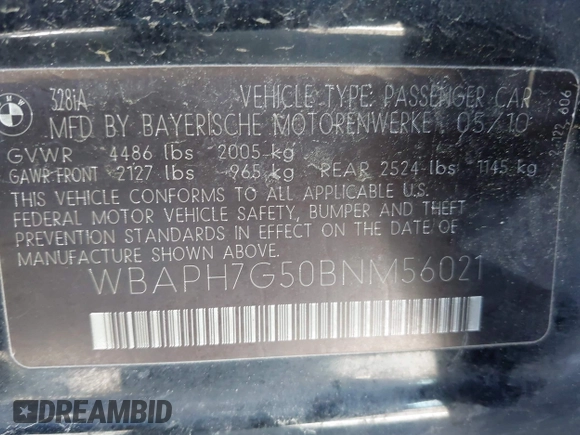 BMW
328iA VEHICLE TYPE: PASSENGER CAR
MFD BY BAYERISCHE MOTORENWERKE 05/10
GVWR 4486 lbs 2005 kg
GAWR FRONT 2127 lbs 965 kg REAR 2524 lbs 1145 kg
THIS VEHICLE CONFORMS TO ALL APPLICABLE U.S.
FEDERAL MOTOR VEHICLE SAFETY, BUMPER AND THEFT
PREVENTION STANDARDS IN EFFECT ON THE DATE OF
MANUFACTURE SHOWN ABOVE.
WBAPH7G50BNM56021
DREAMBID